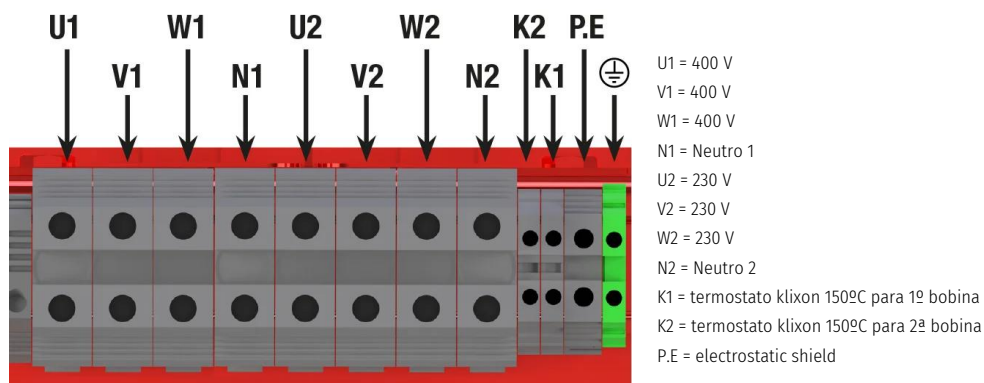 U1 W1 U2 W2 K2 P.E
V1 N1 V2 N2 K1
U1 = 400 V
V1 = 400 V
W1 = 400 V
N1 = Neutro 1
U2 = 230 V
V2 = 230 V
W2 = 230 V
N2 = Neutro 2
K1 = termostato klixon 150ºC para 1º bobina
K2 = termostato klixon 150ºC para 2ª bobina
P.E = electrostatic shield